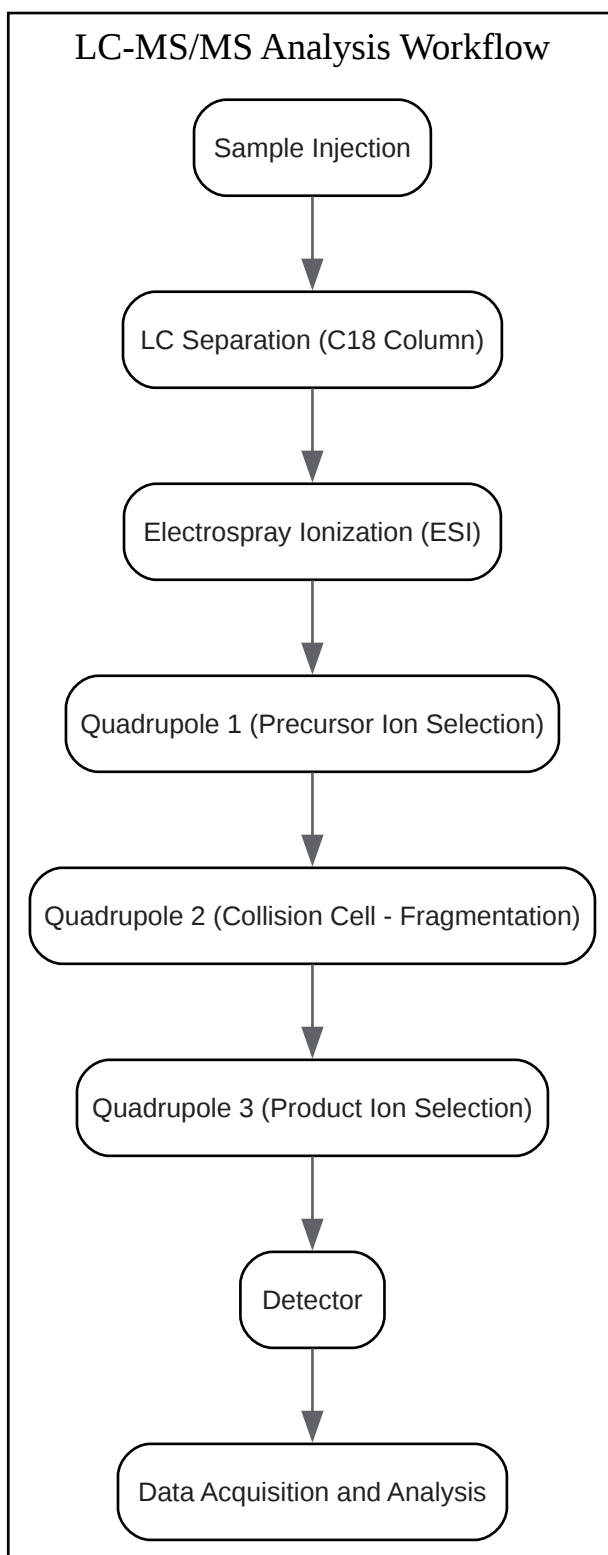 LC-MS/MS Analysis Workflow
Sample Injection
LC Separation (C18 Column)
Electrospray Ionization (ESI)
Quadrupole 1 (Precursor Ion Selection)
Quadrupole 2 (Collision Cell - Fragmentation)
Quadrupole 3 (Product Ion Selection)
Detector
Data Acquisition and Analysis